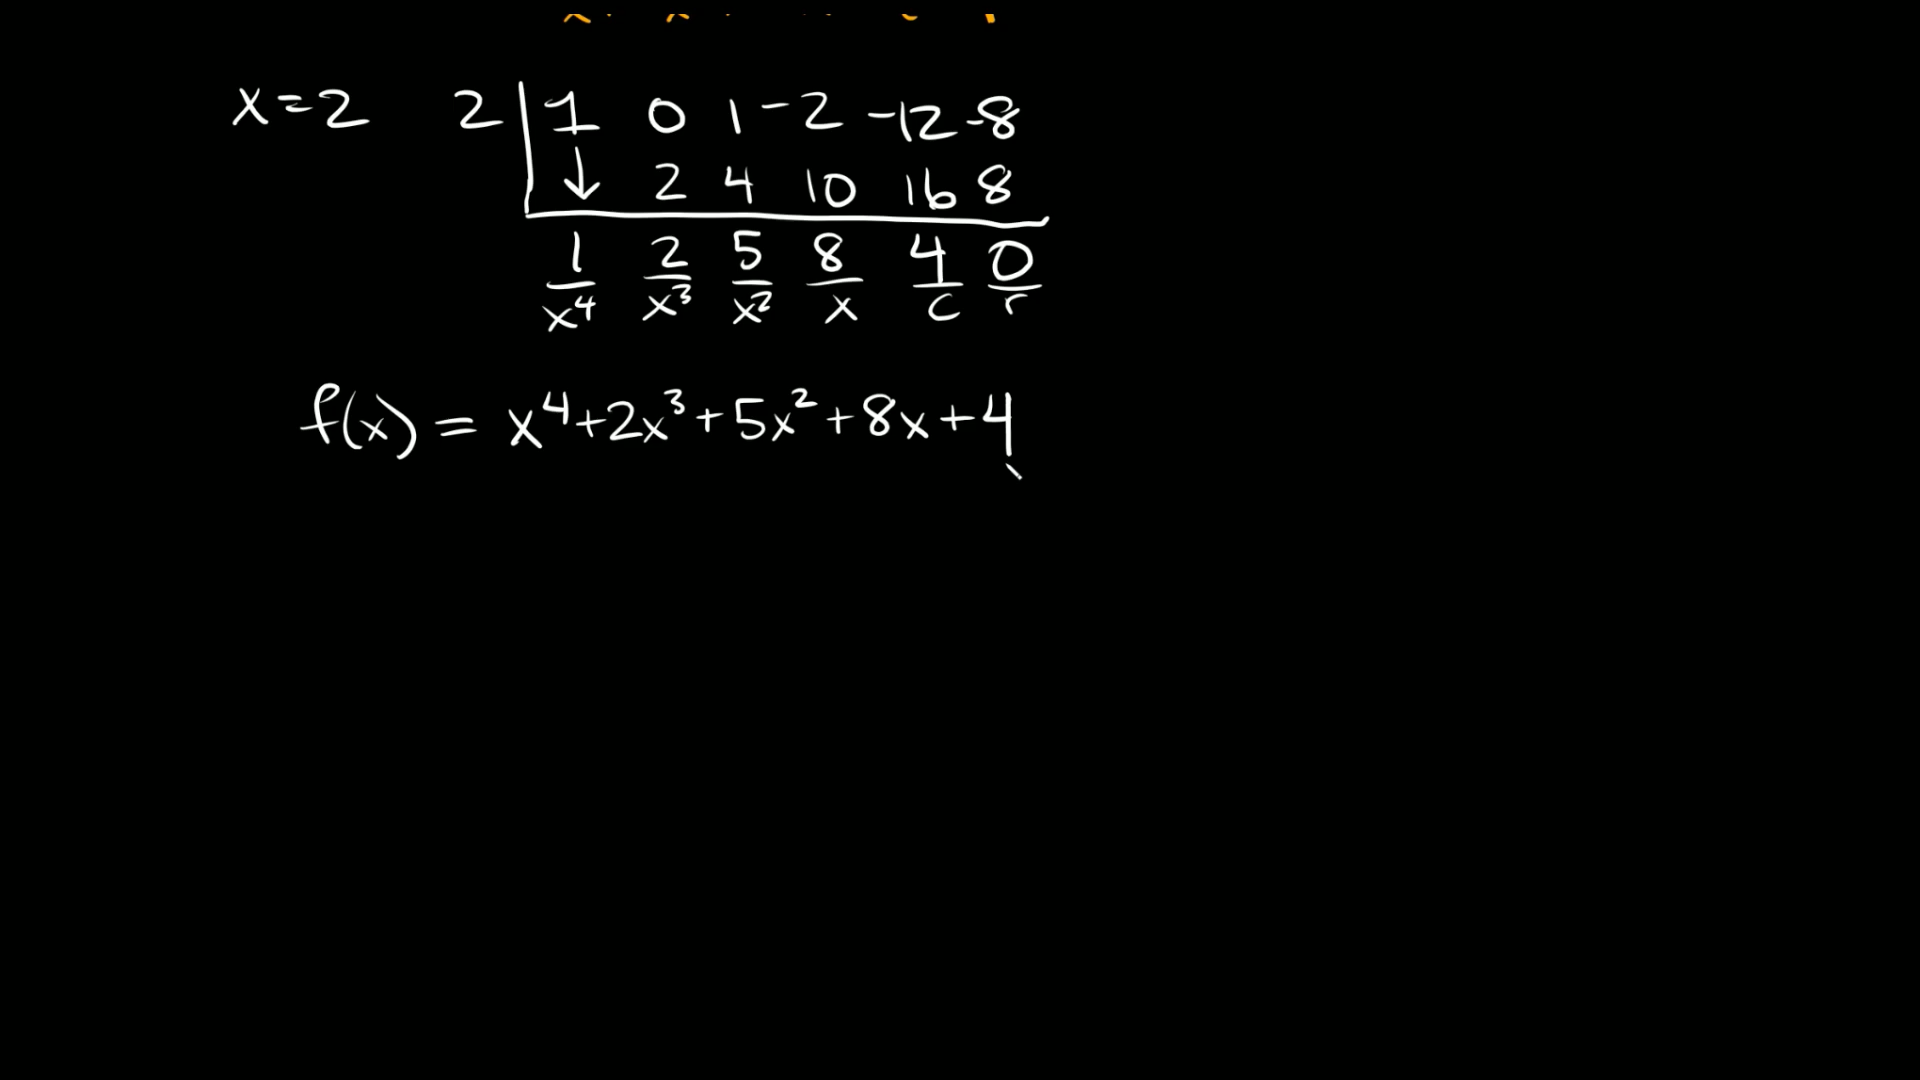 x=2 2 1 0 1 -2 -12 -8
↓ 2 4 10 16 8
1 2 5 8 4 0
x⁴ x³ x² x c r
f(x) = x⁴+2x³+5x²+8x+4